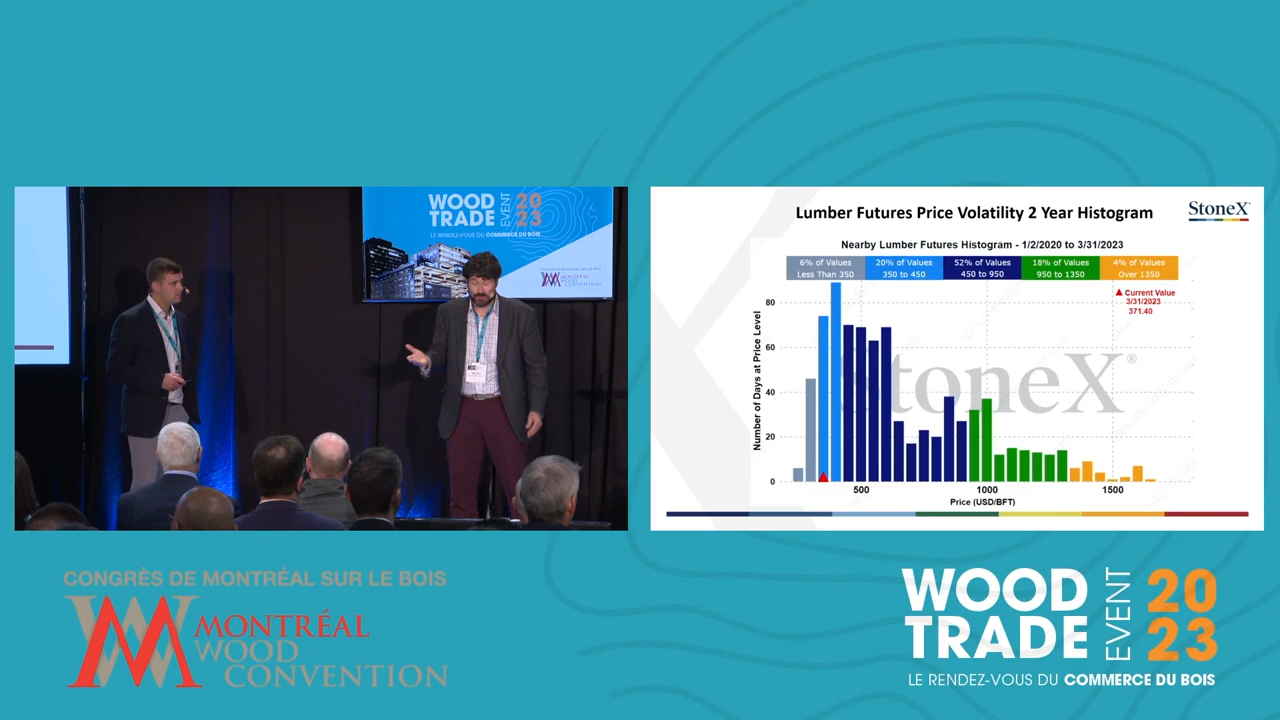 WOOD
TRADE
EVENT
20
23
LE RENDEZ-VOUS DU COMMERCE DU BOIS
MONTRÉAL
WOOD
CONVENTION
Lumber Futures Price Volatility 2 Year Histogram
StoneX®
Nearby Lumber Futures Histogram - 1/2/2020 to 3/31/2023
6% of Values
Less Than 350
20% of Values
350 to 450
52% of Values
450 to 950
18% of Values
950 to 1350
4% of Values
Over 1350
Current Value
3/31/2023
371.40
StoneX®
Number of Days at Price Level
80
60
40
20
0
500
1000
1500
Price (USD/BFT)
CONGRÈS DE MONTRÉAL SUR LE BOIS
MONTRÉAL
WOOD
CONVENTION
WOOD
TRADE
EVENT
20
23
LE RENDEZ-VOUS DU COMMERCE DU BOIS